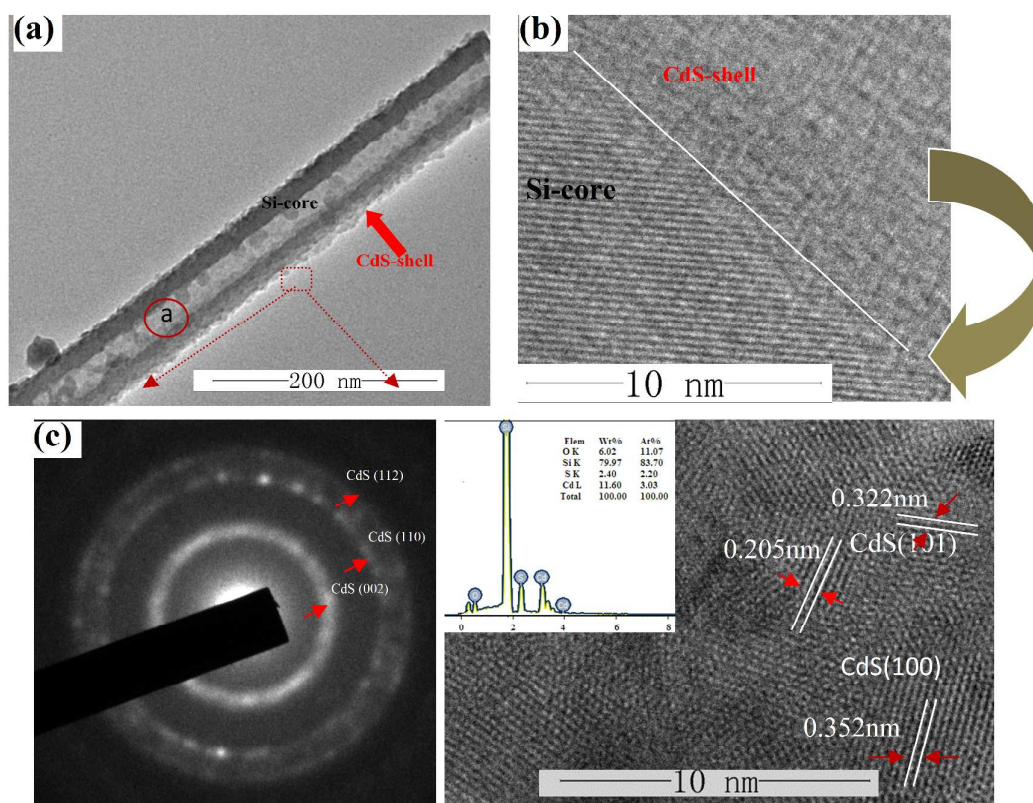 (a)
Si-core
CdS-shell
a
200 nm
(b)
CdS-shell
Si-core
10 nm
(c)
CdS (112)
CdS (110)
CdS (002)
Elem Wt% At%
O K 6.02 11.07
Si K 79.97 83.70
S K 2.40 2.20
Cd L 11.60 3.03
Total 100.00 100.00
0 2 4 6 8
0.322nm
CdS(101)
0.205nm
CdS(100)
0.352nm
10 nm